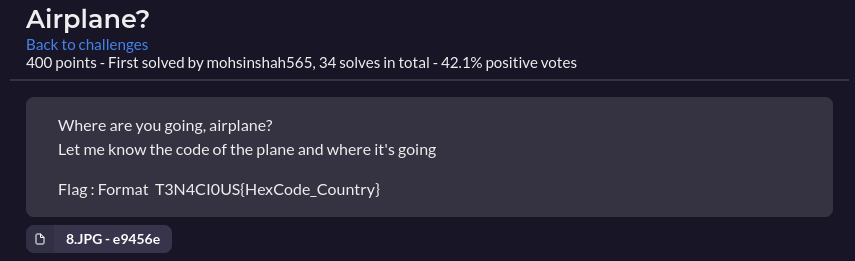 Airplane?
Back to challenges
400 points - First solved by mohsinshah565, 34 solves in total - 42.1% positive votes
Where are you going, airplane?
Let me know the code of the plane and where it's going
Flag : Format T3N4CI0US{HexCode_Country}
8.JPG - e9456e